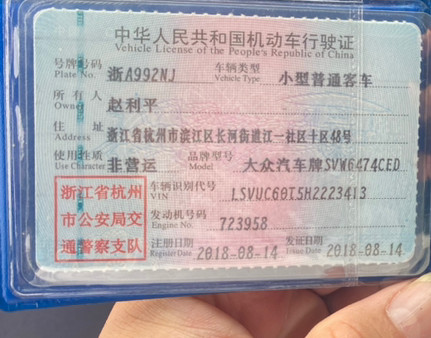 中华人民共和国机动车行驶证
Vehicle License of the People's Republic of China
号牌号码 浙A992NJ 车辆类型 小型普通客车
Plate No. Vehicle Type
所有人 赵利平
Owner
住址 浙江省杭州市滨江区长河街道江一社区十区48号
Address
使用性质 非营运 品牌型号 大众汽车牌SVW6474CED
Use Character Model
浙江省杭州
市公安局交
通警察支队
车辆识别代号 LSVUC60T5H2223413
VIN
发动机号码 723958
Engine No.
注册日期 2018-08-14 发证日期 2018-08-14
Register Date Issue Date